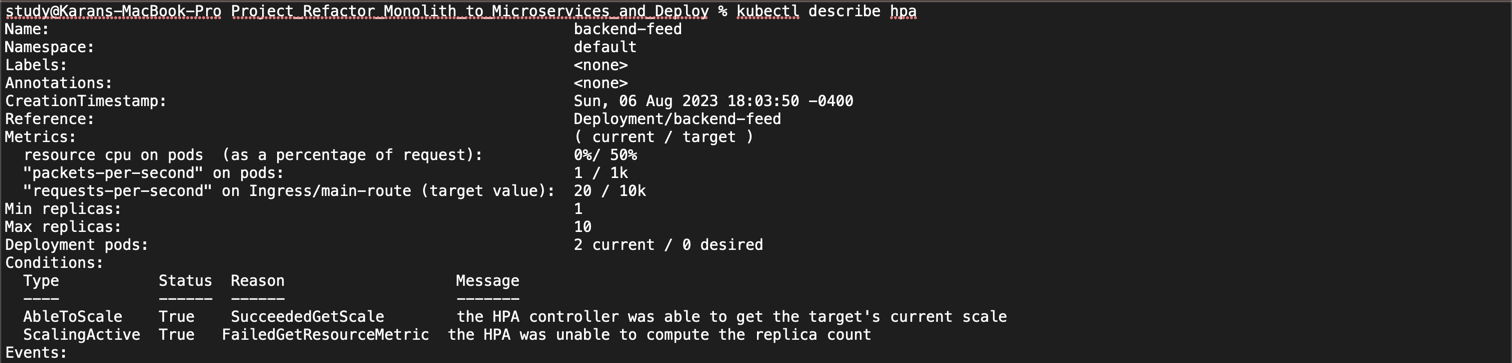 study@Karans-MacBook-Pro Project_Refactor_Monolith_to_Microservices_and_Deploy % kubectl describe hpa
Name: backend-feed
Namespace: default
Labels: <none>
Annotations: <none>
CreationTimestamp: Sun, 06 Aug 2023 18:03:50 -0400
Reference: Deployment/backend-feed
Metrics: ( current / target )
resource cpu on pods (as a percentage of request): 0%/ 50%
"packets-per-second" on pods: 1 / 1k
"requests-per-second" on Ingress/main-route (target value): 20 / 10k
Min replicas: 1
Max replicas: 10
Deployment pods: 2 current / 0 desired
Conditions:
Type Status Reason Message
---- ------ ------ -------
AbleToScale True SucceededGetScale the HPA controller was able to get the target's current scale
ScalingActive True FailedGetResourceMetric the HPA was unable to compute the replica count
Events: